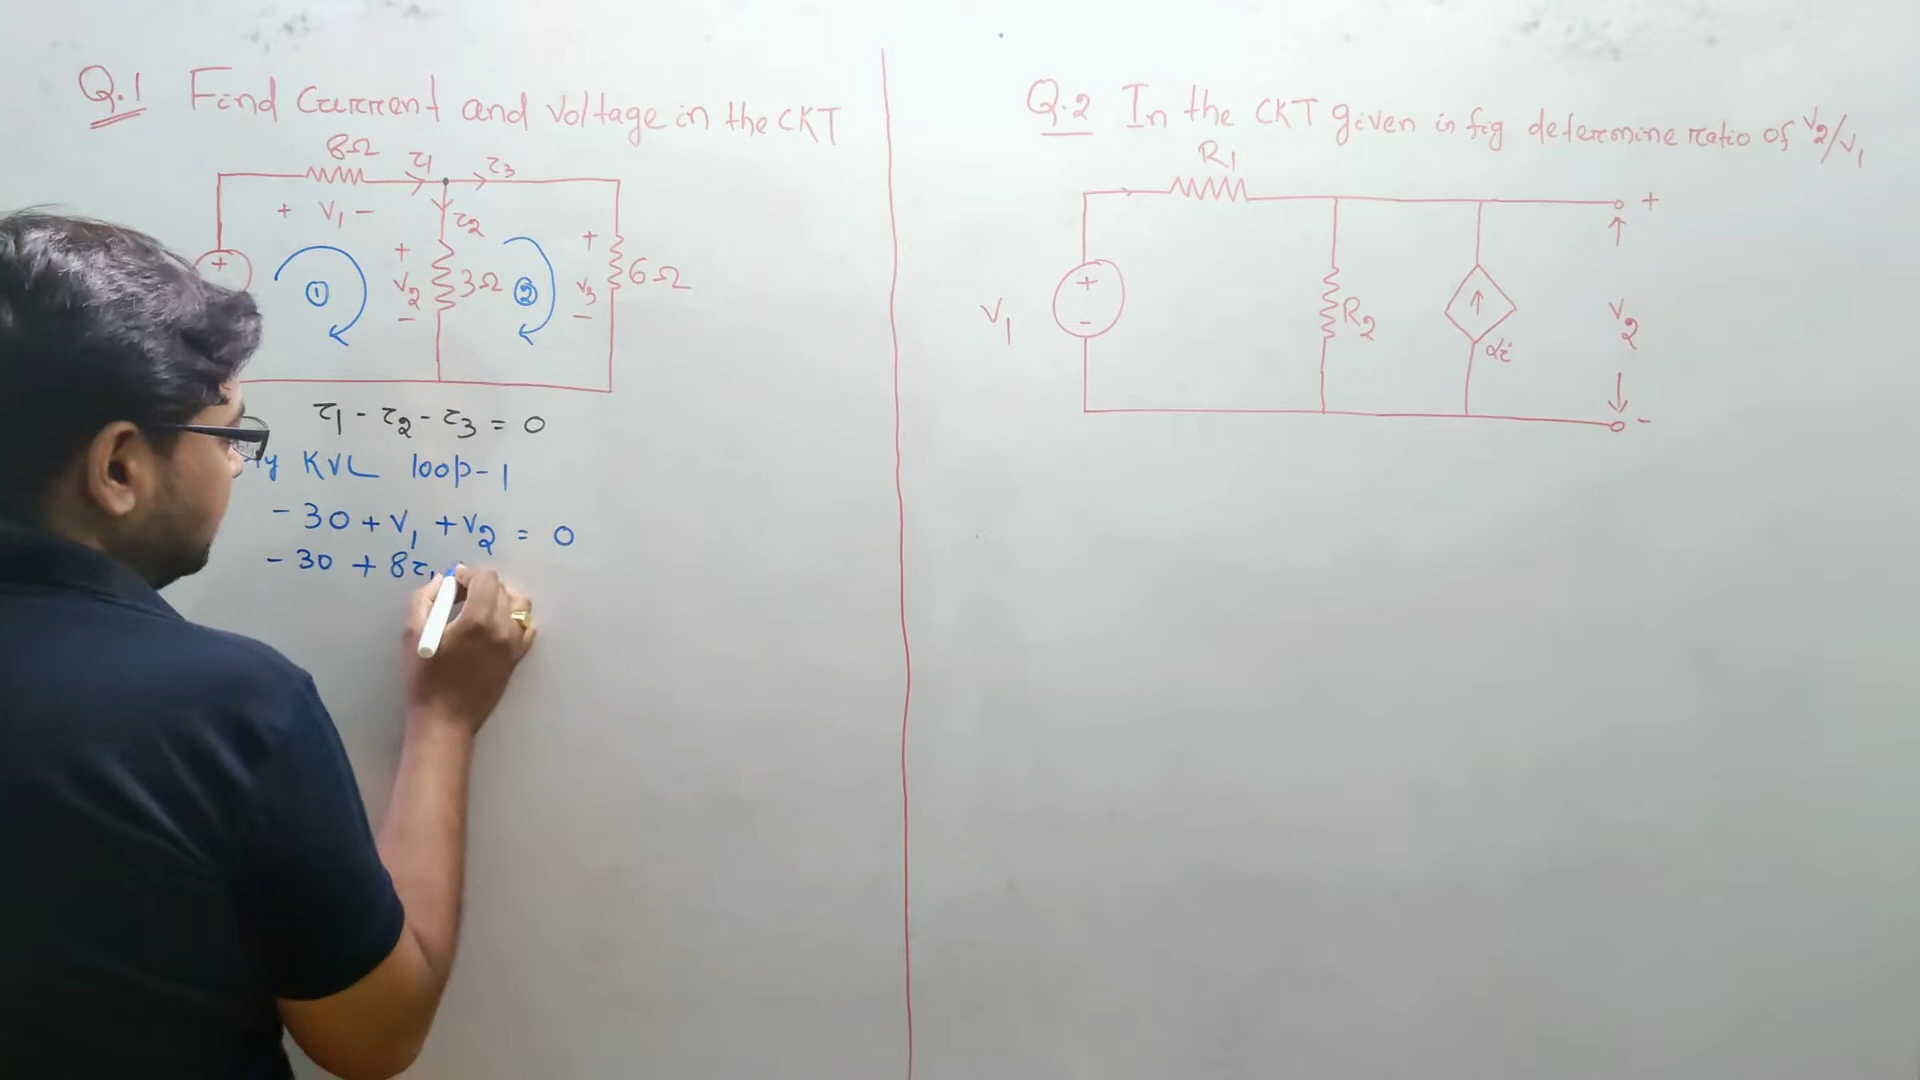 Q.1 Find Current and Voltage in the CKT
8Ω
i1
i3
+ V1 -
i2
+
+
V2
-
3Ω
+
V3
-
6Ω
1
2
i1 - i2 - i3 = 0
KVL loop-1
- 30 + V1 + V2 = 0
- 30 + 8i1
Q.2 In the CKT given in fig determine ratio of V2/V1
R1
V1
+
-
R2
αi
+
V2
-